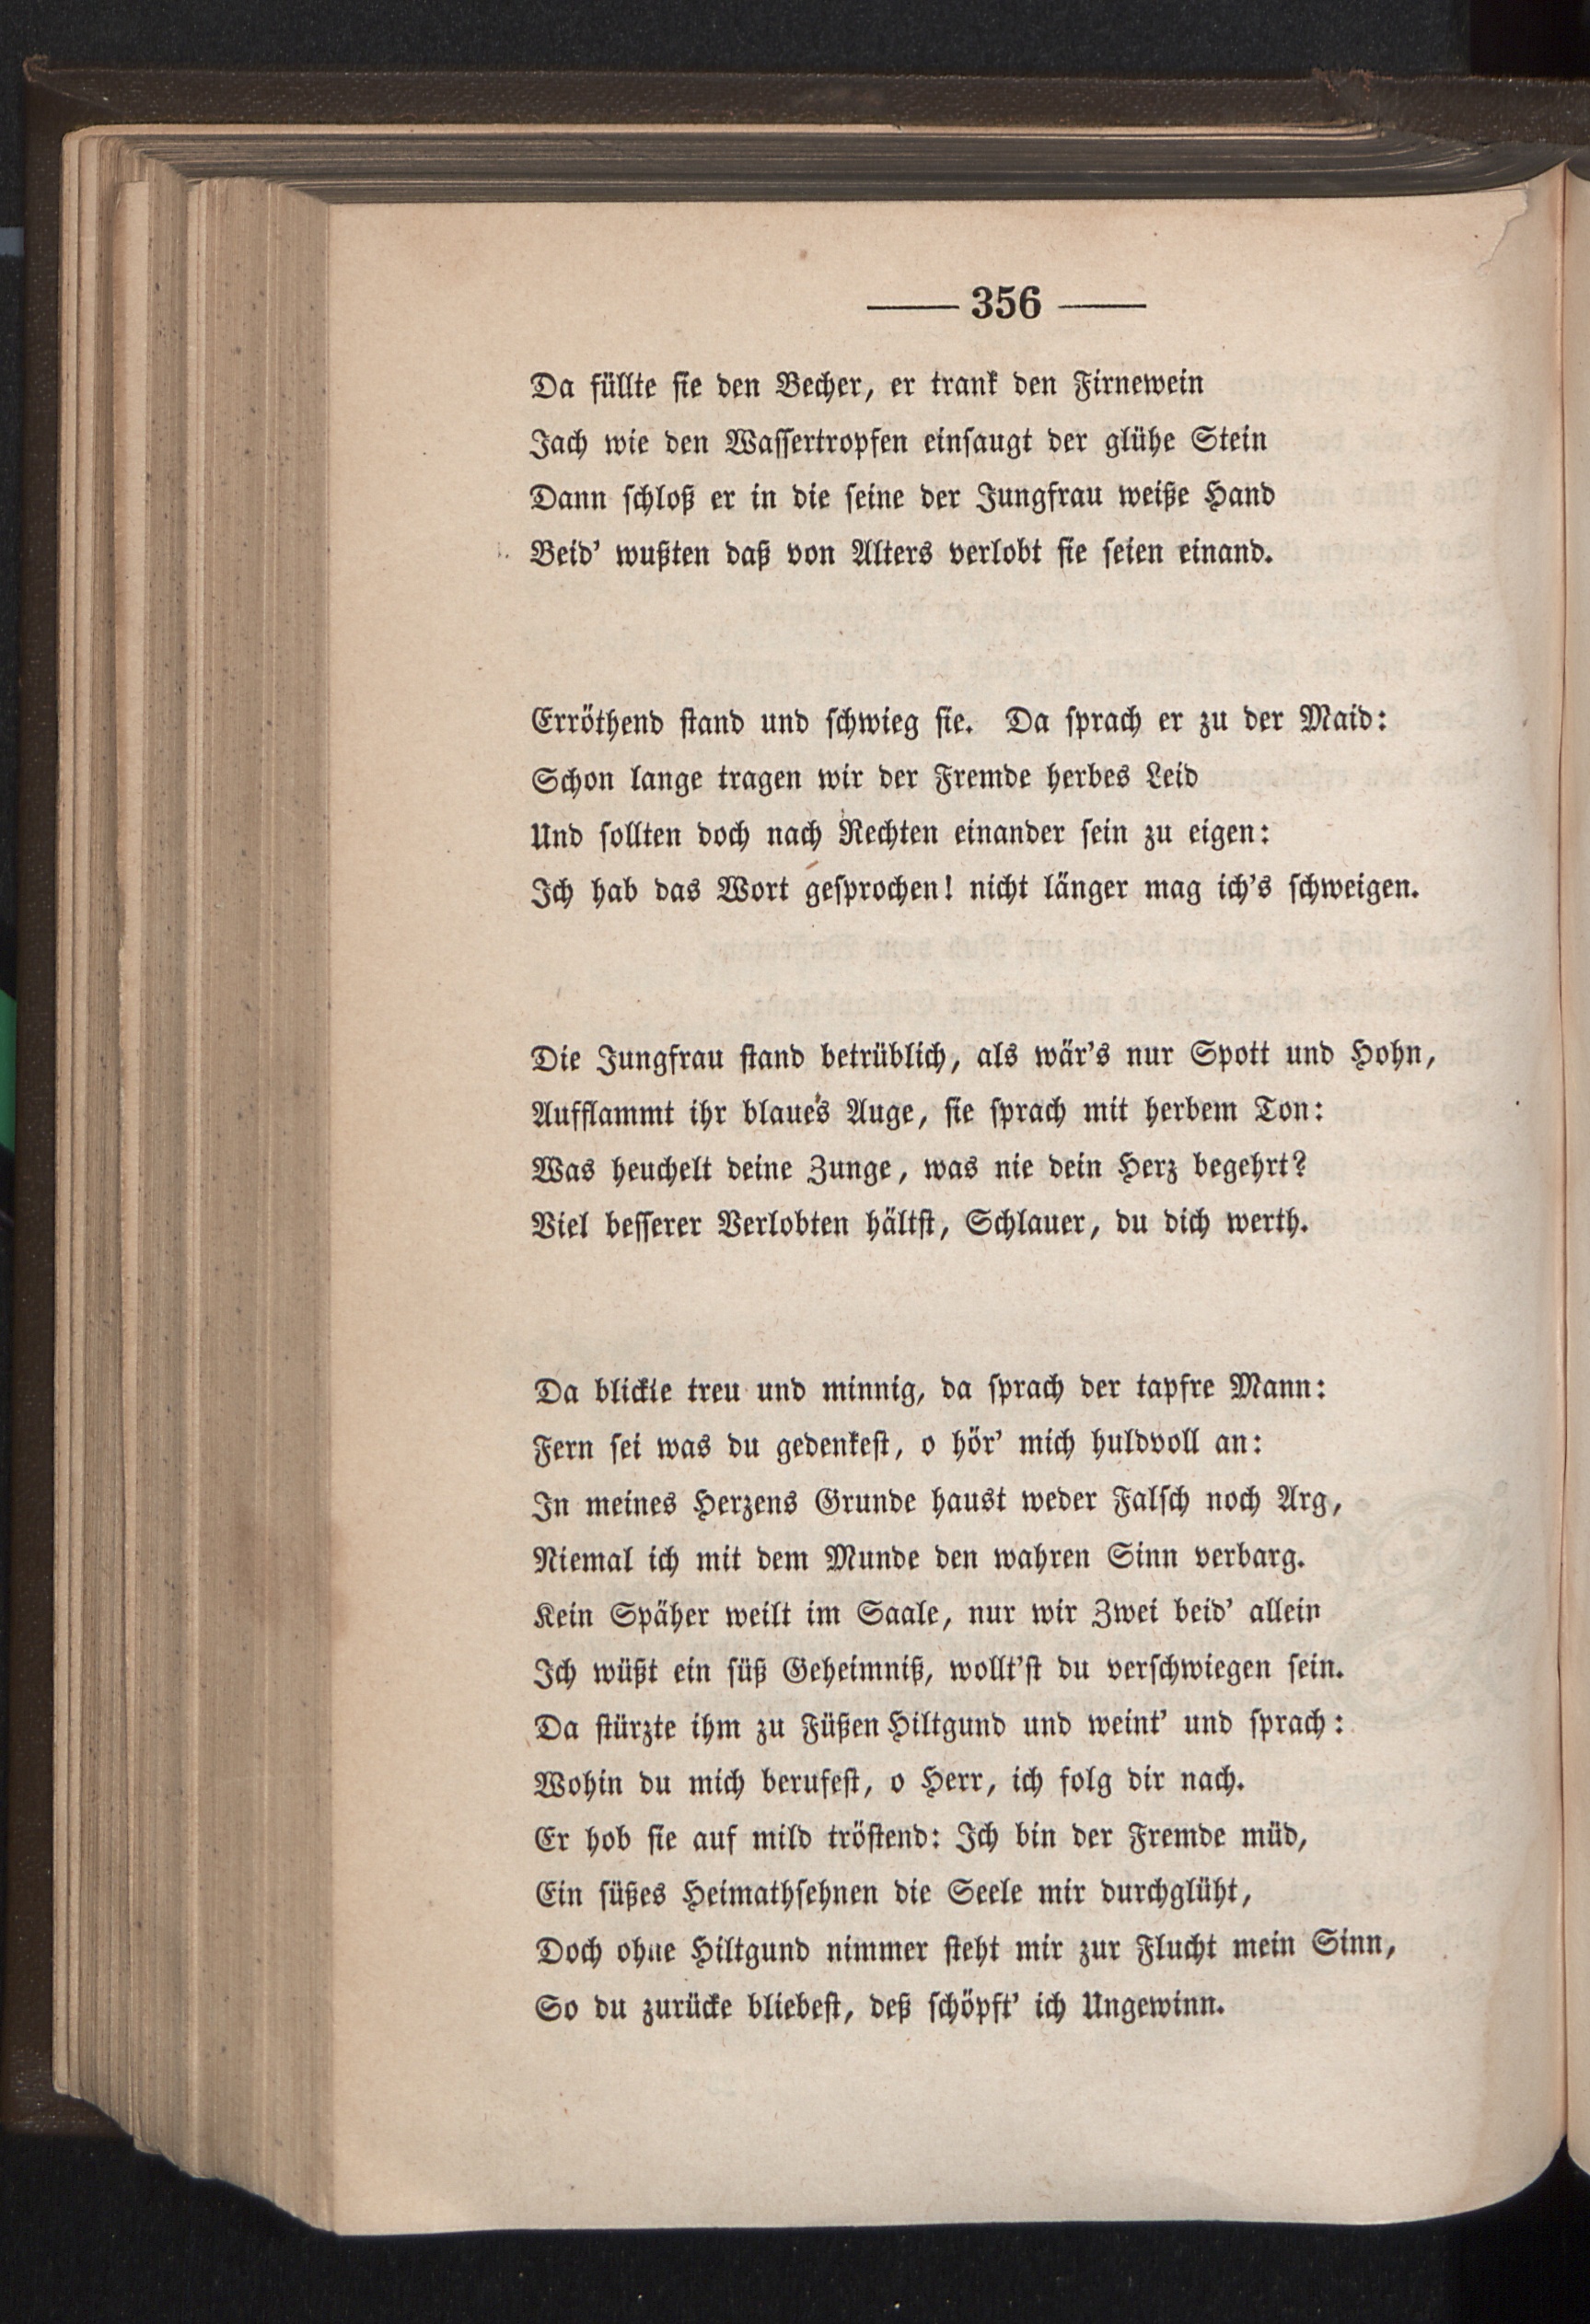 — 356 —
Da füllte sie den Becher, er trank den Firnewein
Jach wie den Wassertropfen einsaugt der glühe Stein
Dann schloß er in die seine der Jungfrau weiße Hand
Beid' wußten daß von Alters verlobt sie seien einand.
Erröthend stand und schwieg sie. Da sprach er zu der Maid:
Schon lange tragen wir der Fremde herbes Leid
Und sollten doch nach Rechten einander sein zu eigen:
Ich hab das Wort gesprochen! nicht länger mag ich's schweigen.
Die Jungfrau stand betrüblich, als wär's nur Spott und Hohn,
Aufflammt ihr blaues Auge, sie sprach mit herbem Ton:
Was heuchelt deine Zunge, was nie dein Herz begehrt?
Viel besserer Verlobten hältst, Schlauer, du dich werth.
Da blickte treu und minnig, da sprach der tapfre Mann:
Fern sei was du gedenkest, o hör' mich huldvoll an:
In meines Herzens Grunde haust weder Falsch noch Arg,
Niemal ich mit dem Munde den wahren Sinn verbarg.
Kein Späher weilt im Saale, nur wir Zwei beid' allein
Ich wüßt ein süß Geheimniß, wollt'st du verschwiegen sein.
Da stürzte ihm zu Füßen Hiltgund und weint' und sprach:
Wohin du mich berufest, o Herr, ich folg dir nach.
Er hob sie auf mild tröstend: Ich bin der Fremde müd,
Ein süßes Heimathsehnen die Seele mir durchglüht,
Doch ohne Hiltgund nimmer steht mir zur Flucht mein Sinn,
So du zurücke bliebest, deß schöpft' ich Ungewinn.